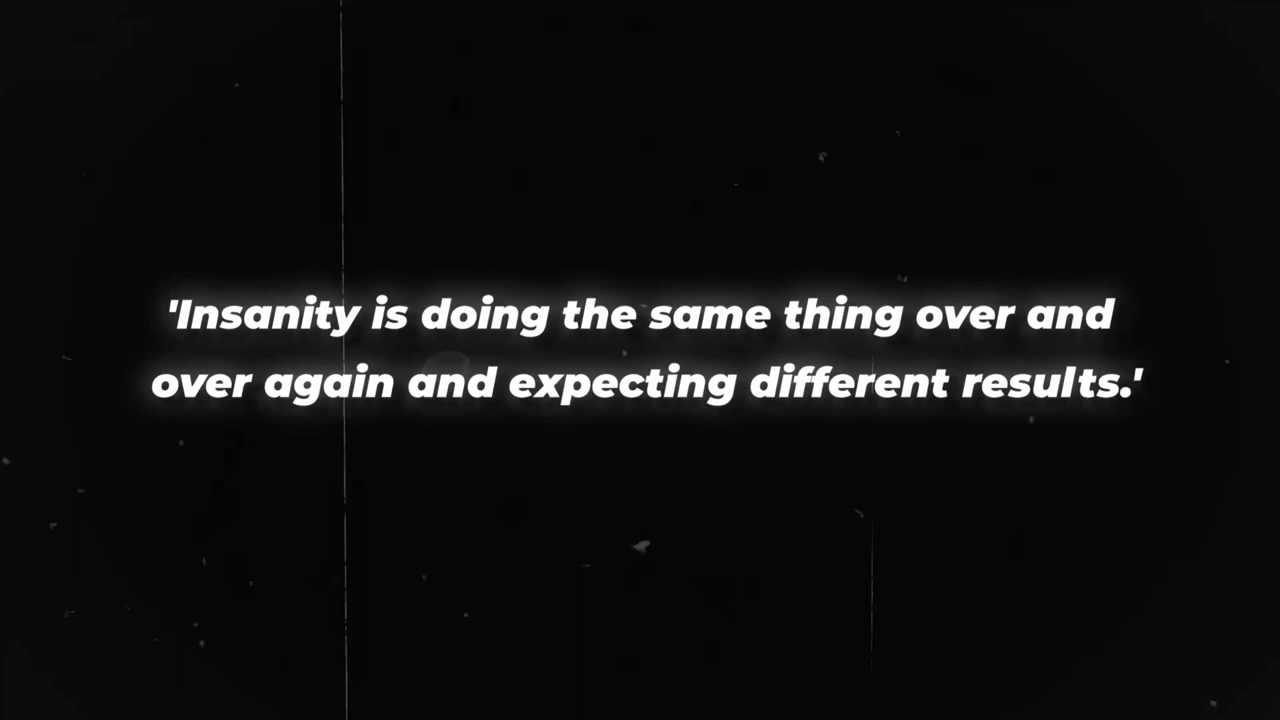 'Insanity is doing the same thing over and
over again and expecting different results.'